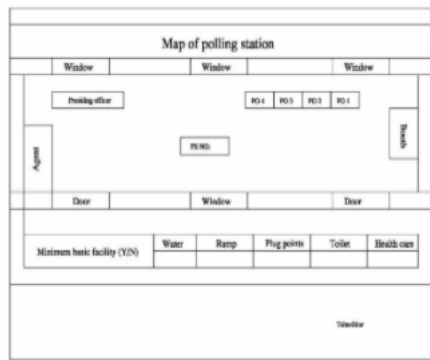 Map of polling station
Window Window Window
Presiding officer PO 4 PO 3 PO 2 PO 1
Booth
Agent
PS NO:
Door Window Door
Minimum basic facility (Y/N) Water Ramp Plug points Toilet Health care
Tahsildar